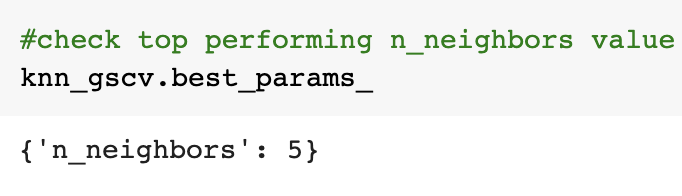 #check top performing n_neighbors value
knn_gscv.best_params_
{'n_neighbors': 5}